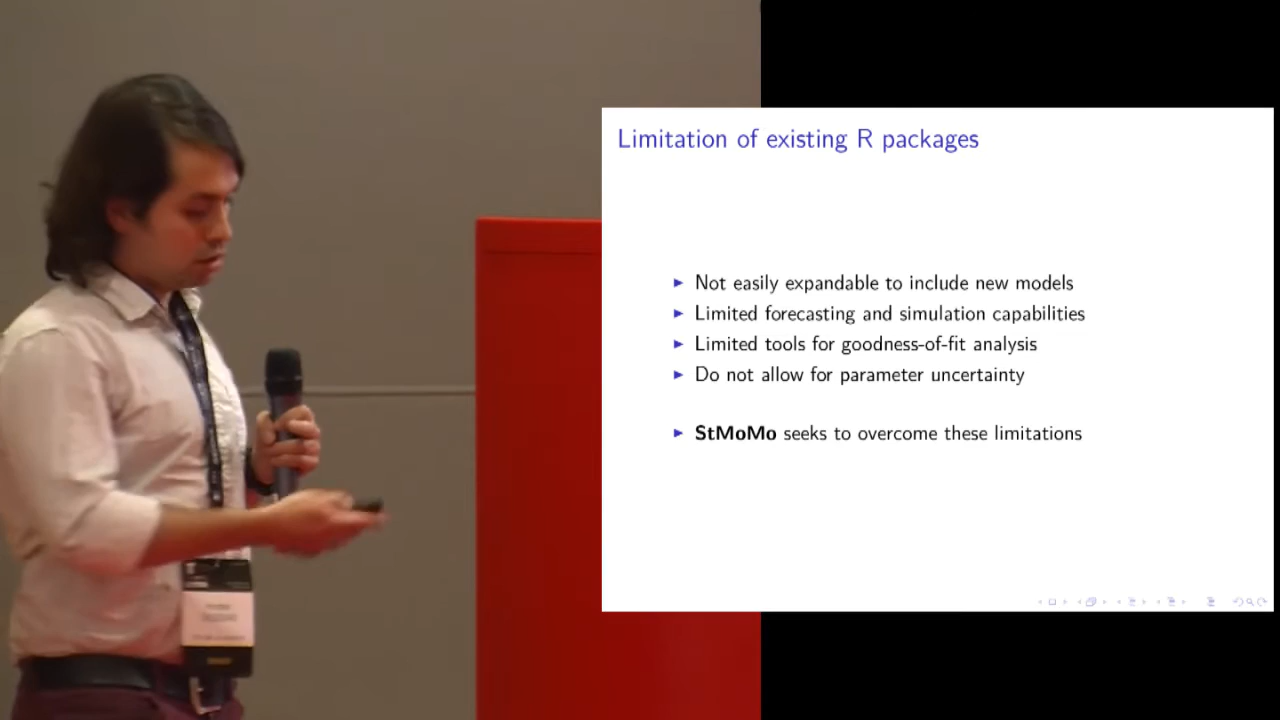 Limitation of existing R packages
Not easily expandable to include new models
Limited forecasting and simulation capabilities
Limited tools for goodness-of-fit analysis
Do not allow for parameter uncertainty
StMoMo seeks to overcome these limitations